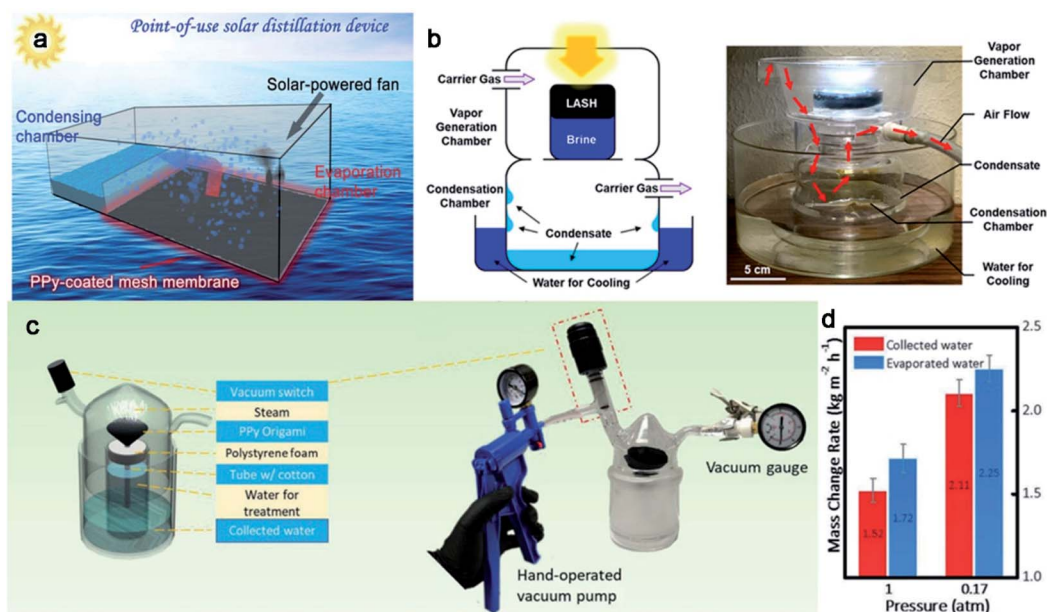 a
Point-of-use solar distillation device
Solar-powered fan
Condensing
chamber
Evaporation
chamber
PPy-coated mesh membrane
b
Carrier Gas
Vapor
Generation
Chamber
LASH
Brine
Condensation
Chamber
Carrier Gas
Condensate
Water for Cooling
Vapor
Generation
Chamber
Air Flow
Condensate
Condensation
Chamber
Water for
Cooling
5 cm
c
Vacuum switch
Steam
PPy Origami
Polystyrene foam
Tube w/ cotton
Water for
treatment
Collected water
Hand-operated
vacuum pump
Vacuum gauge
d
Collected water
Evaporated water
Mass Change Rate (kg m⁻² h⁻¹)
2.5
2.0
1.5
1.0
1.52
1.72
2.11
2.25
1
0.17
Pressure (atm)